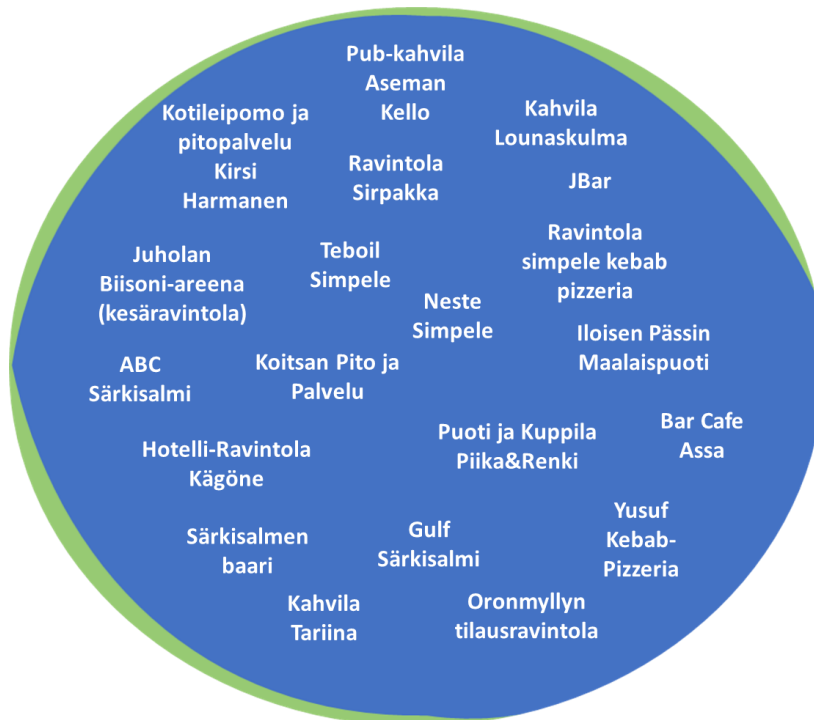 Pub-kahvila
Aseman
Kello
Kotileipomo ja
pitopalvelu
Kirsi
Harmanen
Kahvila
Lounaskulma
Ravintola
Sirpakka
JBar
Juholan
Biisoni-areena
(kesäravintola)
Teboil
Simpele
Ravintola
simpele kebab
pizzeria
Neste
Simpele
Iloisen Pässin
Maalaispuoti
ABC
Särkisalmi
Koitsan Pito ja
Palvelu
Hotelli-Ravintola
Kägöne
Puoti ja Kuppila
Piika&Renki
Bar Cafe
Assa
Särkisalmen
baari
Gulf
Särkisalmi
Yusuf
Kebab-
Pizzeria
Kahvila
Tariina
Oronmyllyn
tilausravintola